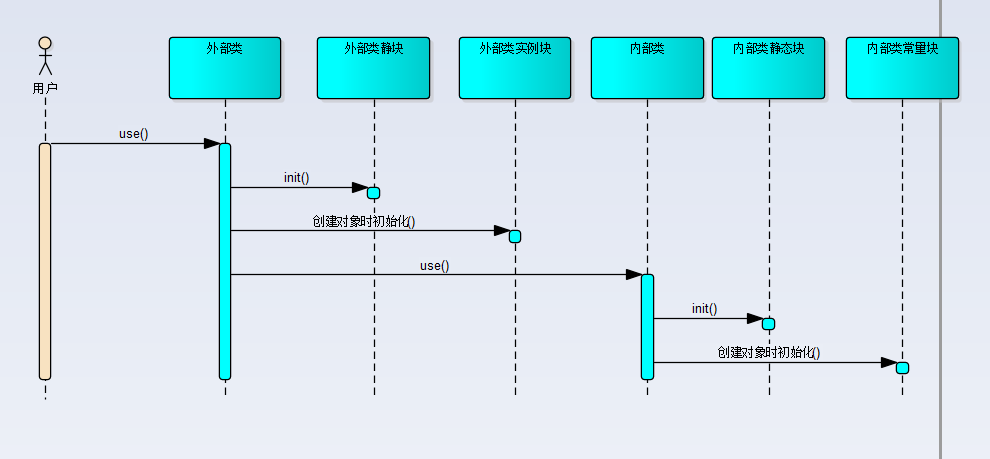 外部类
外部类静块
外部类实例块
内部类
内部类静态块
内部类常量块
用户
use()
init()
创建对象时初始化()
use()
init()
创建对象时初始化()